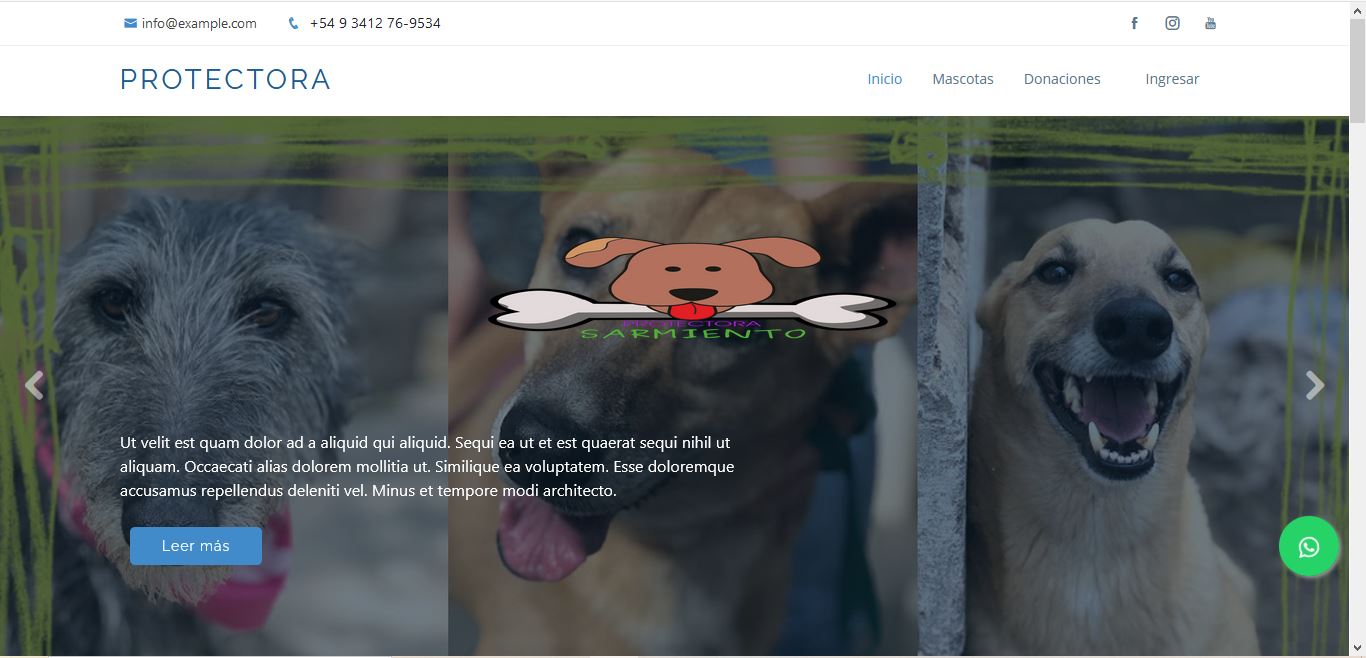 info@example.com
+54 9 3412 76-9534
PROTECTORA
Inicio
Mascotas
Donaciones
Ingresar
PROTECTORA
SARMIENTO
Ut velit est quam dolor ad a aliquid qui aliquid. Sequi ea ut et est quaerat sequi nihil ut
aliquam. Occaecati alias dolorem mollitia ut. Similique ea voluptatem. Esse doloremque
accusamus repellendus deleniti vel. Minus et tempore modi architecto.
Leer más